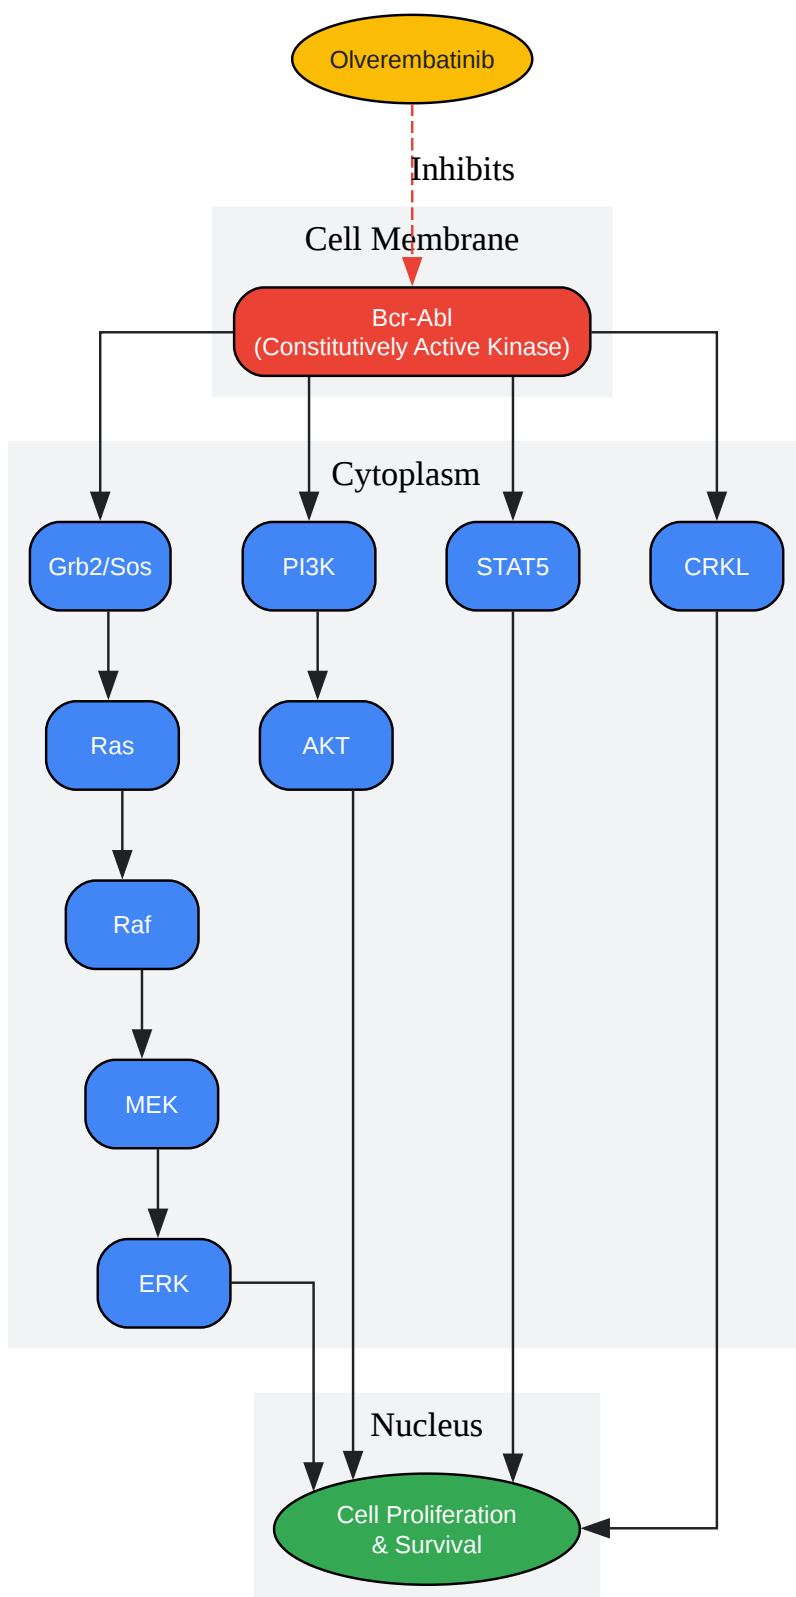 Olverembatinib
Inhibits
Cell Membrane
Bcr-Abl
(Constitutively Active Kinase)
Cytoplasm
Grb2/Sos
PI3K
STAT5
CRKL
Ras
AKT
Raf
MEK
ERK
Nucleus
Cell Proliferation
& Survival